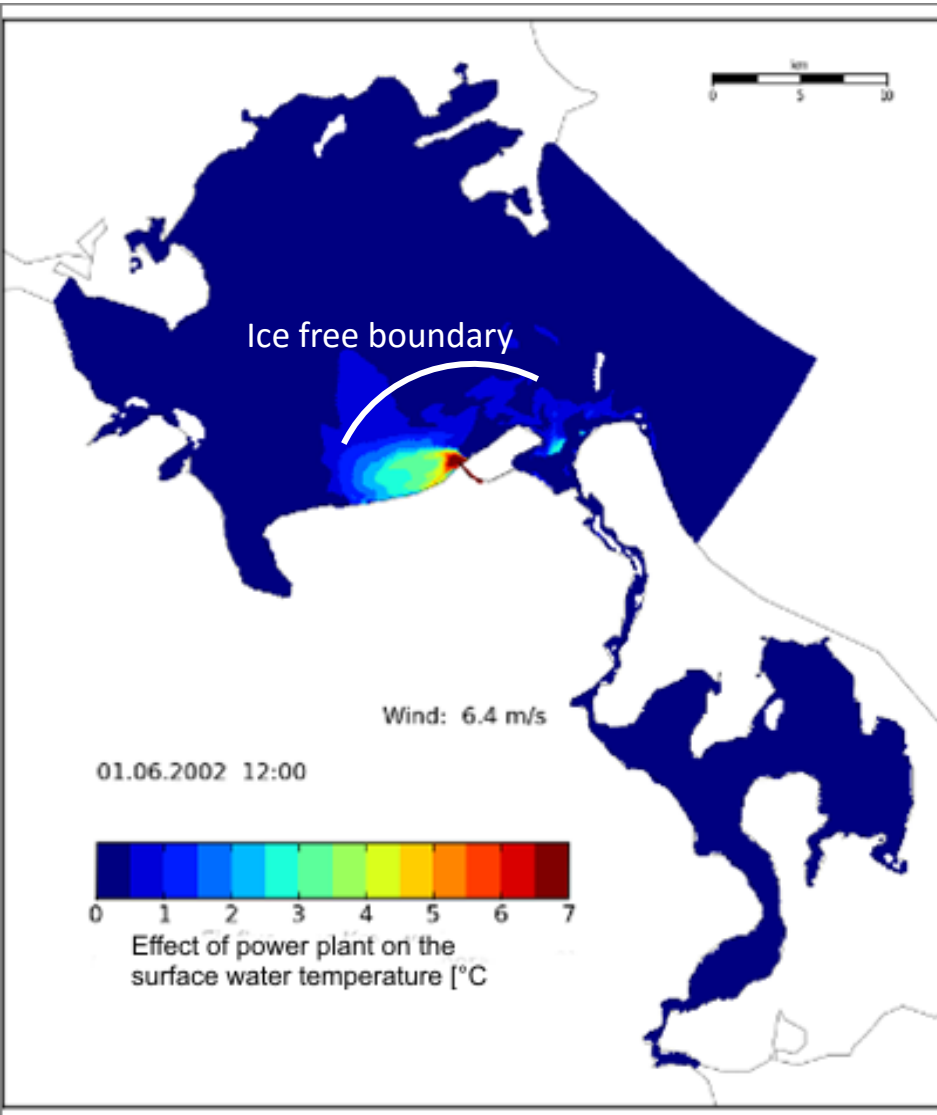 km
0 5 10
Ice free boundary
Wind: 6.4 m/s
01.06.2002 12:00
0 1 2 3 4 5 6 7
Effect of power plant on the
surface water temperature [°C